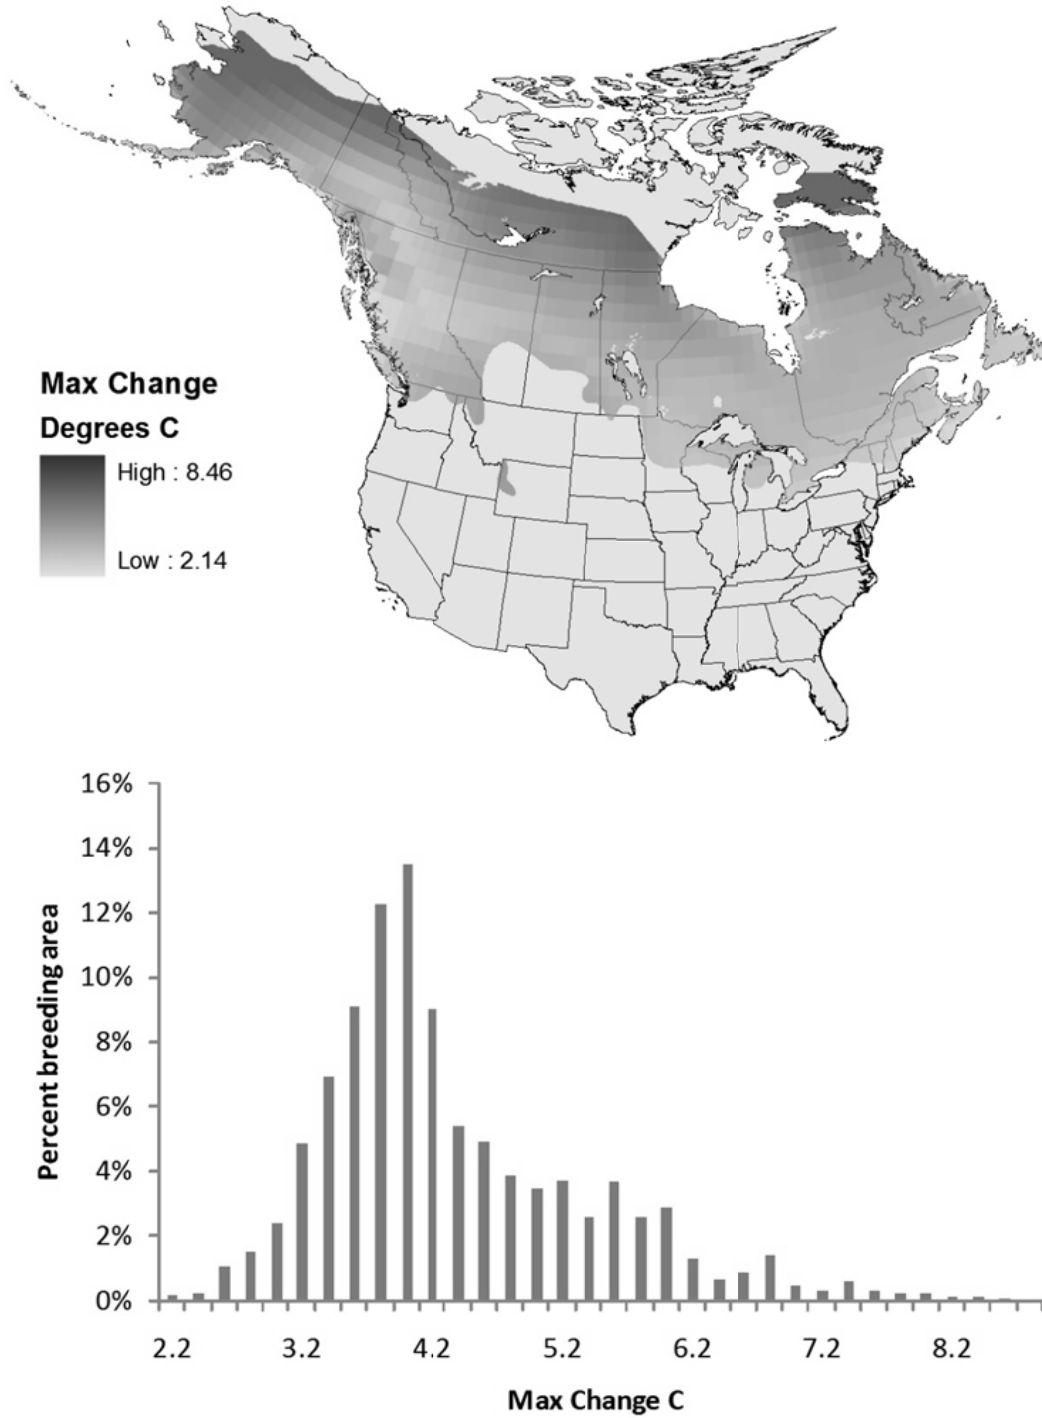 Max Change
Degrees C
High : 8.46
Low : 2.14
16%
14%
12%
10%
8%
6%
4%
2%
0%
Percent breeding area
2.2 3.2 4.2 5.2 6.2 7.2 8.2
Max Change C